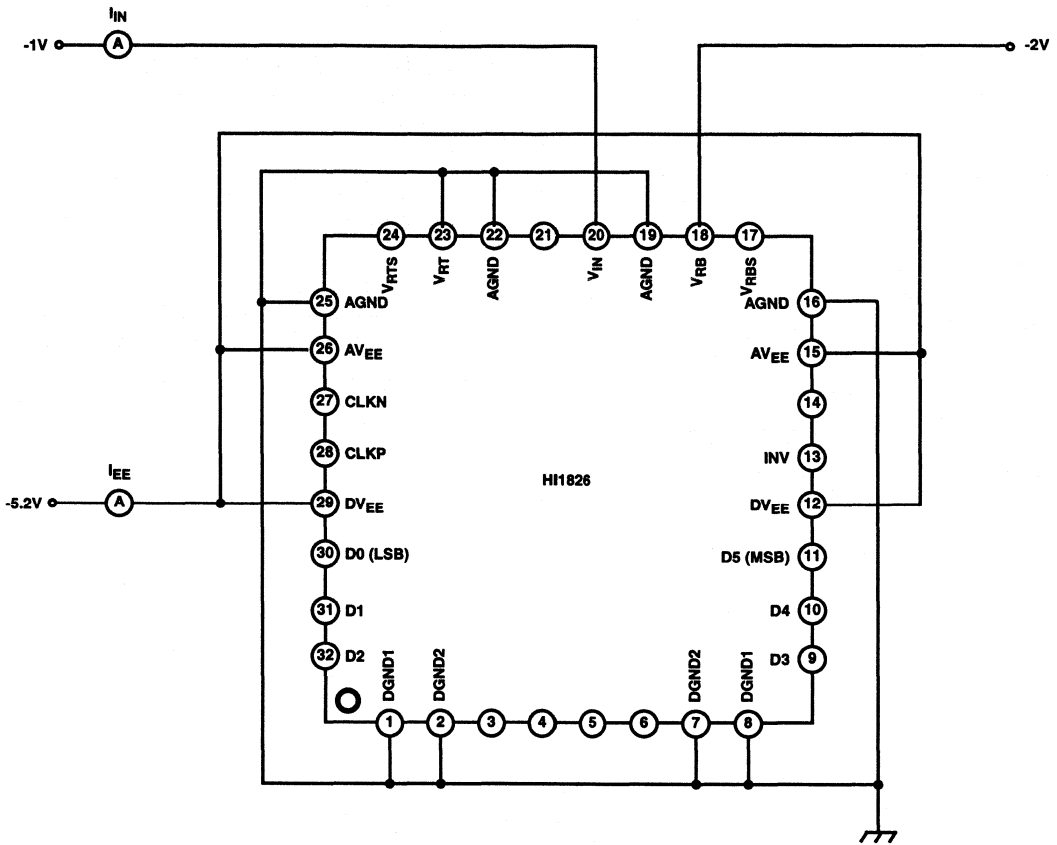 I_IN
-1V
A
-2V
24
23
22
21
20
19
18
17
V_RTS
V_RT
AGND
V_IN
AGND
V_RB
V_RBS
25 AGND
AGND 16
26 AV_EE
AV_EE 15
27 CLKN
14
28 CLKP
INV 13
I_EE
-5.2V
A
29 DV_EE
HI1826
DV_EE 12
30 D0 (LSB)
D5 (MSB) 11
31 D1
D4 10
32 D2
D3 9
DGND1
DGND2
DGND2
DGND1
1
2
3
4
5
6
7
8